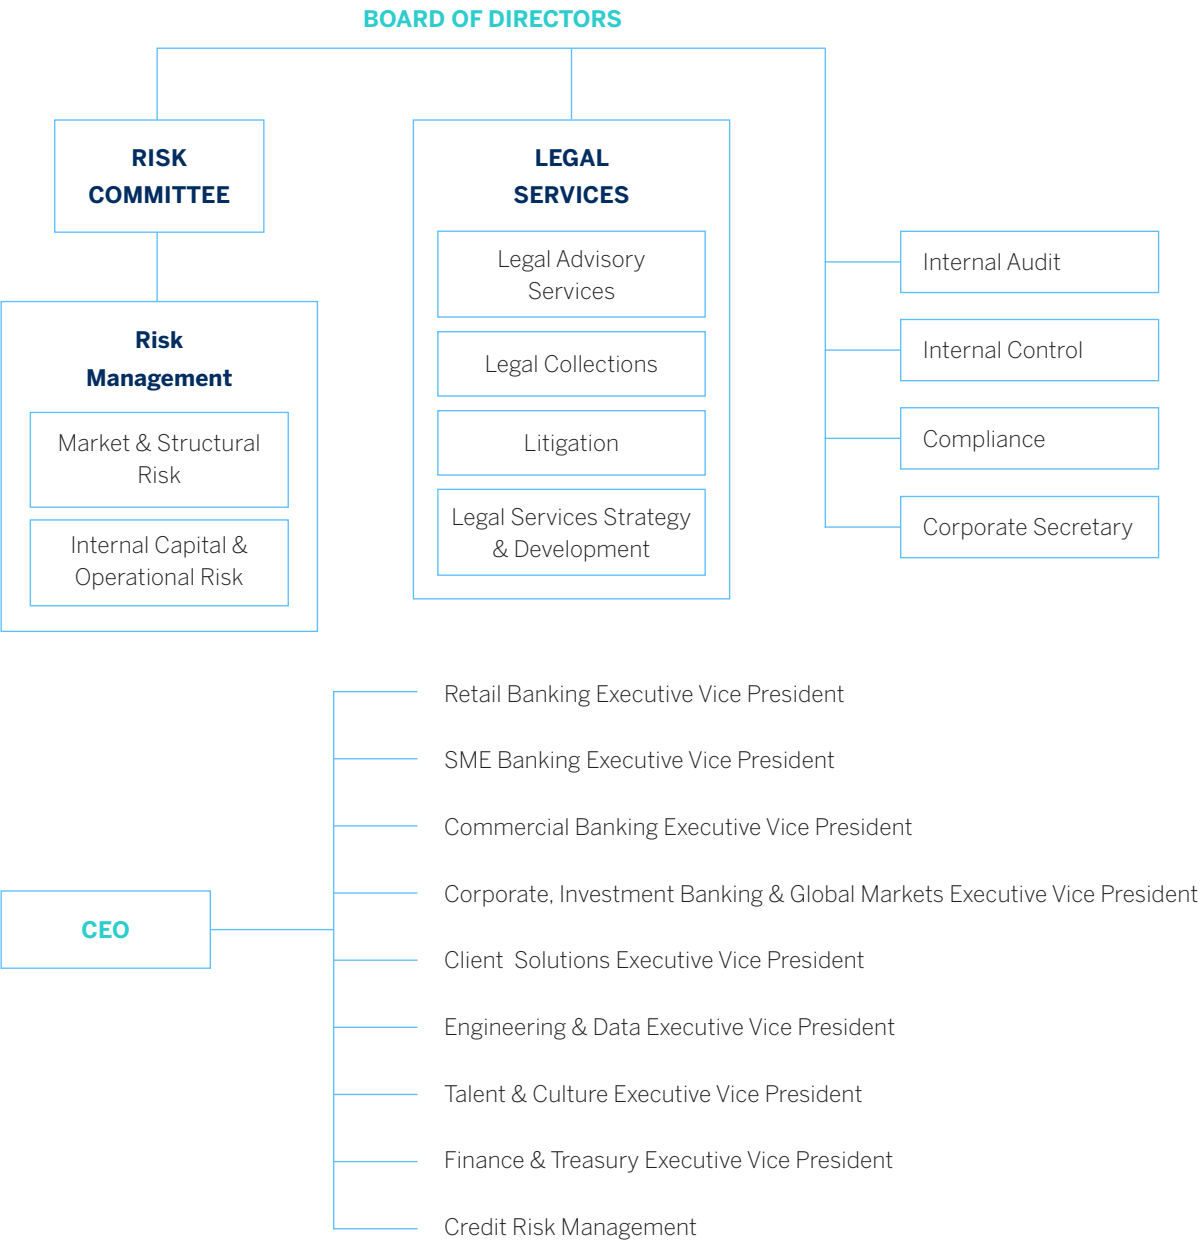 BOARD OF DIRECTORS
RISK
COMMITTEE
Risk
Management
Market & Structural
Risk
Internal Capital &
Operational Risk
LEGAL
SERVICES
Legal Advisory
Services
Legal Collections
Litigation
Legal Services Strategy
& Development
Internal Audit
Internal Control
Compliance
Corporate Secretary
CEO
Retail Banking Executive Vice President
SME Banking Executive Vice President
Commercial Banking Executive Vice President
Corporate, Investment Banking & Global Markets Executive Vice President
Client Solutions Executive Vice President
Engineering & Data Executive Vice President
Talent & Culture Executive Vice President
Finance & Treasury Executive Vice President
Credit Risk Management